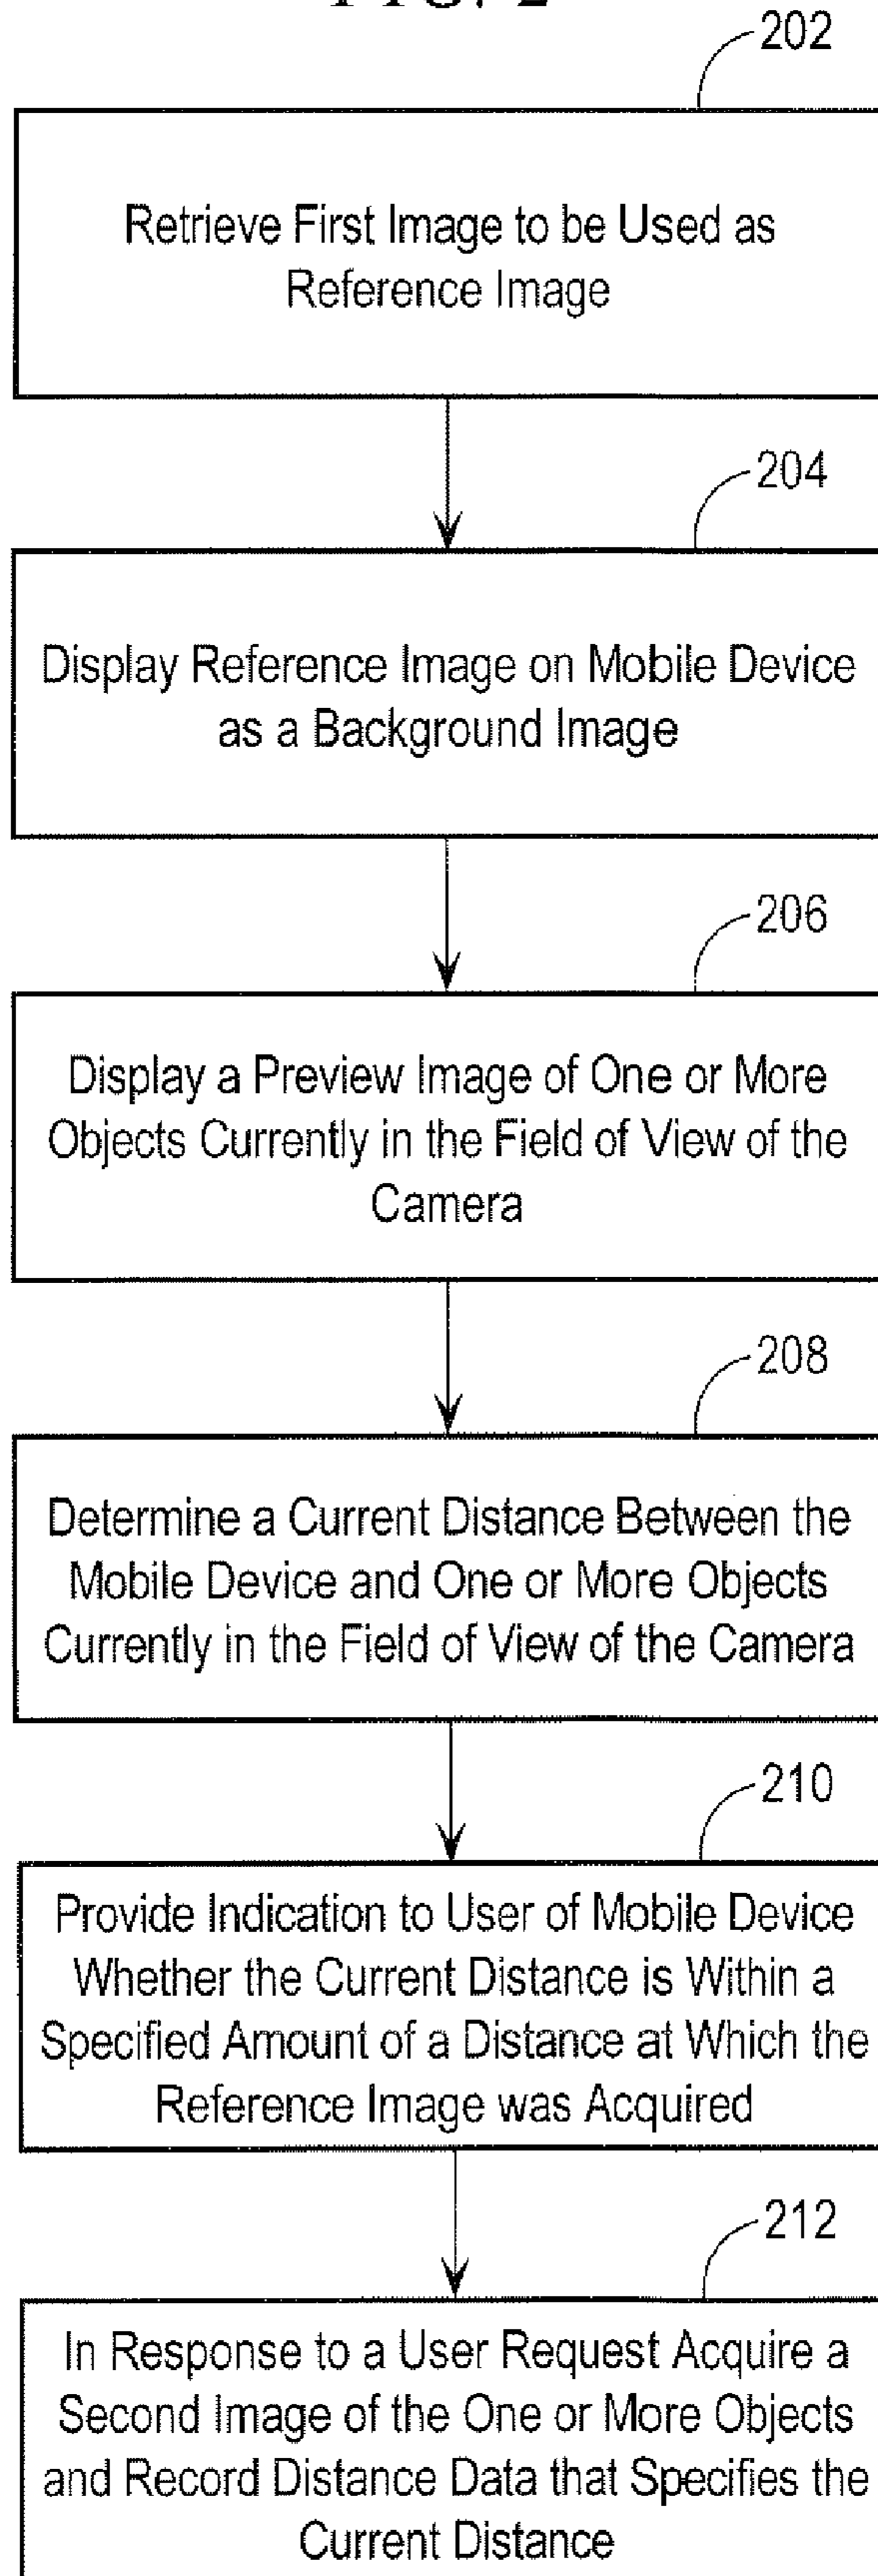 FIG. 2
202
Retrieve First Image to be Used as
Reference Image
204
Display Reference Image on Mobile Device
as a Background Image
206
Display a Preview Image of One or More
Objects Currently in the Field of View of the
Camera
208
Determine a Current Distance Between the
Mobile Device and One or More Objects
Currently in the Field of View of the Camera
210
Provide Indication to User of Mobile Device
Whether the Current Distance is Within a
Specified Amount of a Distance at Which the
Reference Image was Acquired
212
In Response to a User Request Acquire a
Second Image of the One or More Objects
and Record Distance Data that Specifies the
Current Distance